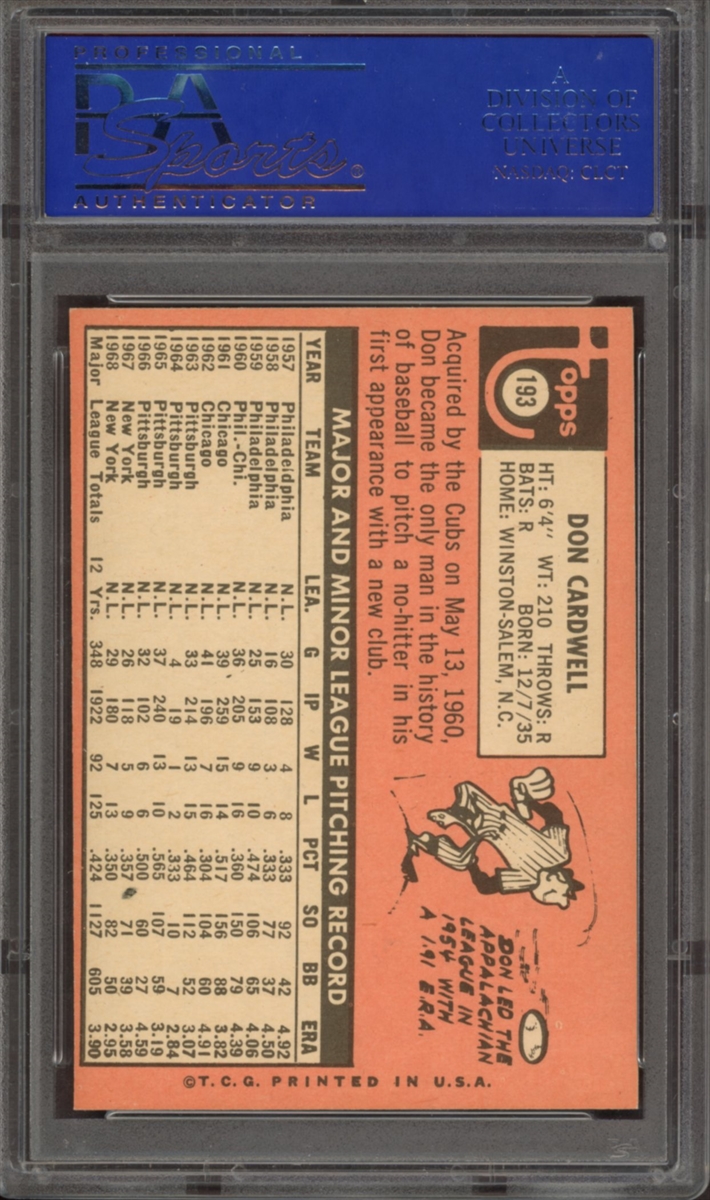 PROFESSIONAL
PSA
Sports®
AUTHENTICATOR
A
DIVISION OF
COLLECTORS
UNIVERSE
NASDAQ: CLCT
Topps
193
DON CARDWELL
HT: 6'4" WT: 210 THROWS: R
BATS: R BORN: 12/7/35
HOME: WINSTON-SALEM, N.C.
Acquired by the Cubs on May 13, 1960,
Don became the only man in the history
of baseball to pitch a no-hitter in his
first appearance with a new club.
DON LED THE
APPALACHIAN
LEAGUE IN
1954 WITH
A 1.91 E.R.A.
MAJOR AND MINOR LEAGUE PITCHING RECORD
YEAR TEAM LEA. G IP W L PCT SO BB ERA
1957 Philadeldphia N.L. 30 128 4 8 .333 92 42 4.92
1958 Philadelphia N.L. 16 108 3 6 .333 77 37 4.50
1959 Philadelphia N.L. 25 153 9 10 .474 106 65 4.06
1960 Phil.-Chi. N.L. 36 205 9 16 .360 150 79 4.39
1961 Chicago N.L. 39 259 15 14 .517 156 88 3.82
1962 Chicago N.L. 41 196 7 16 .304 104 60 4.91
1963 Pittsburgh N.L. 33 214 13 15 .464 112 52 3.07
1964 Pittsburgh N.L. 4 19 1 2 .333 10 7 2.84
1965 Pittsburgh N.L. 37 240 13 10 .565 107 59 3.19
1966 Pittsburgh N.L. 32 102 6 6 .500 60 27 4.59
1967 New York N.L. 26 118 5 9 .357 71 39 3.58
1968 New York N.L. 29 180 7 13 .350 82 50 2.95
Major League Totals 12 Yrs. 348 1922 92 125 .424 1127 605 3.90
©T.C.G. PRINTED IN U.S.A.